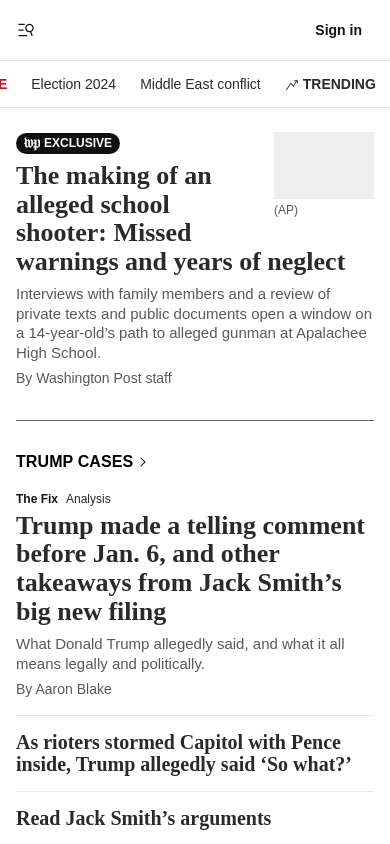 Sign in
E Election 2024 Middle East conflict TRENDING
wp EXCLUSIVE
The making of an
alleged school
shooter: Missed
warnings and years of neglect
(AP)
Interviews with family members and a review of
private texts and public documents open a window on
a 14-year-old’s path to alleged gunman at Apalachee
High School.
By Washington Post staff
TRUMP CASES
The Fix Analysis
Trump made a telling comment
before Jan. 6, and other
takeaways from Jack Smith’s
big new filing
What Donald Trump allegedly said, and what it all
means legally and politically.
By Aaron Blake
As rioters stormed Capitol with Pence
inside, Trump allegedly said ‘So what?’
Read Jack Smith’s arguments